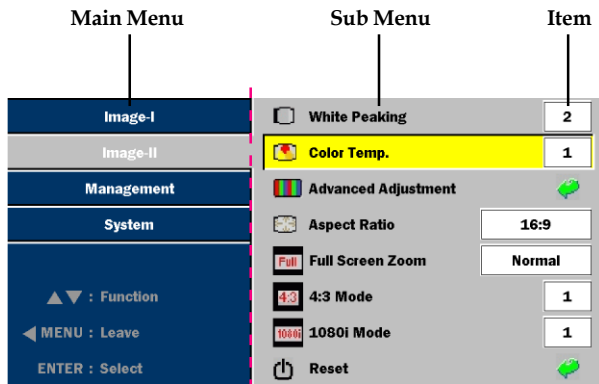 Main Menu Sub Menu Item
Image-I
Image-II
Management
System
▲▼ : Function
◀ MENU : Leave
ENTER : Select
White Peaking 2
Color Temp. 1
Advanced Adjustment
Aspect Ratio 16:9
Full Full Screen Zoom Normal
4:3 4:3 Mode 1
1080i 1080i Mode 1
Reset